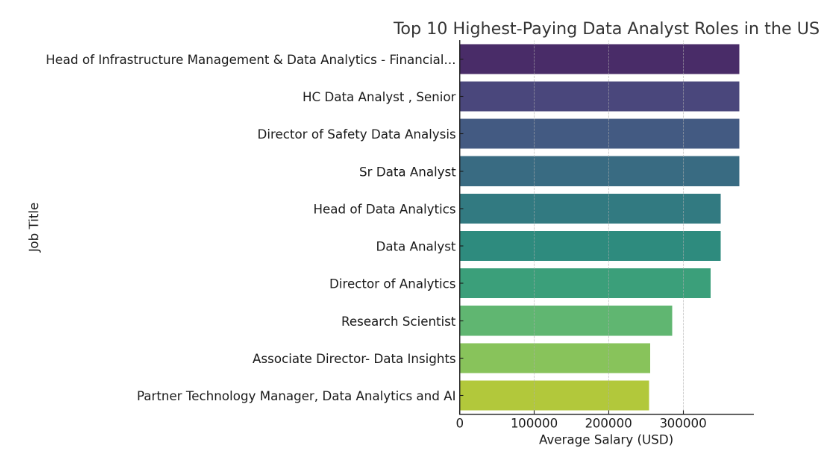 Top 10 Highest-Paying Data Analyst Roles in the US
Head of Infrastructure Management & Data Analytics - Financial...
HC Data Analyst , Senior
Director of Safety Data Analysis
Sr Data Analyst
Head of Data Analytics
Data Analyst
Director of Analytics
Research Scientist
Associate Director- Data Insights
Partner Technology Manager, Data Analytics and AI
Job Title
0 100000 200000 300000
Average Salary (USD)